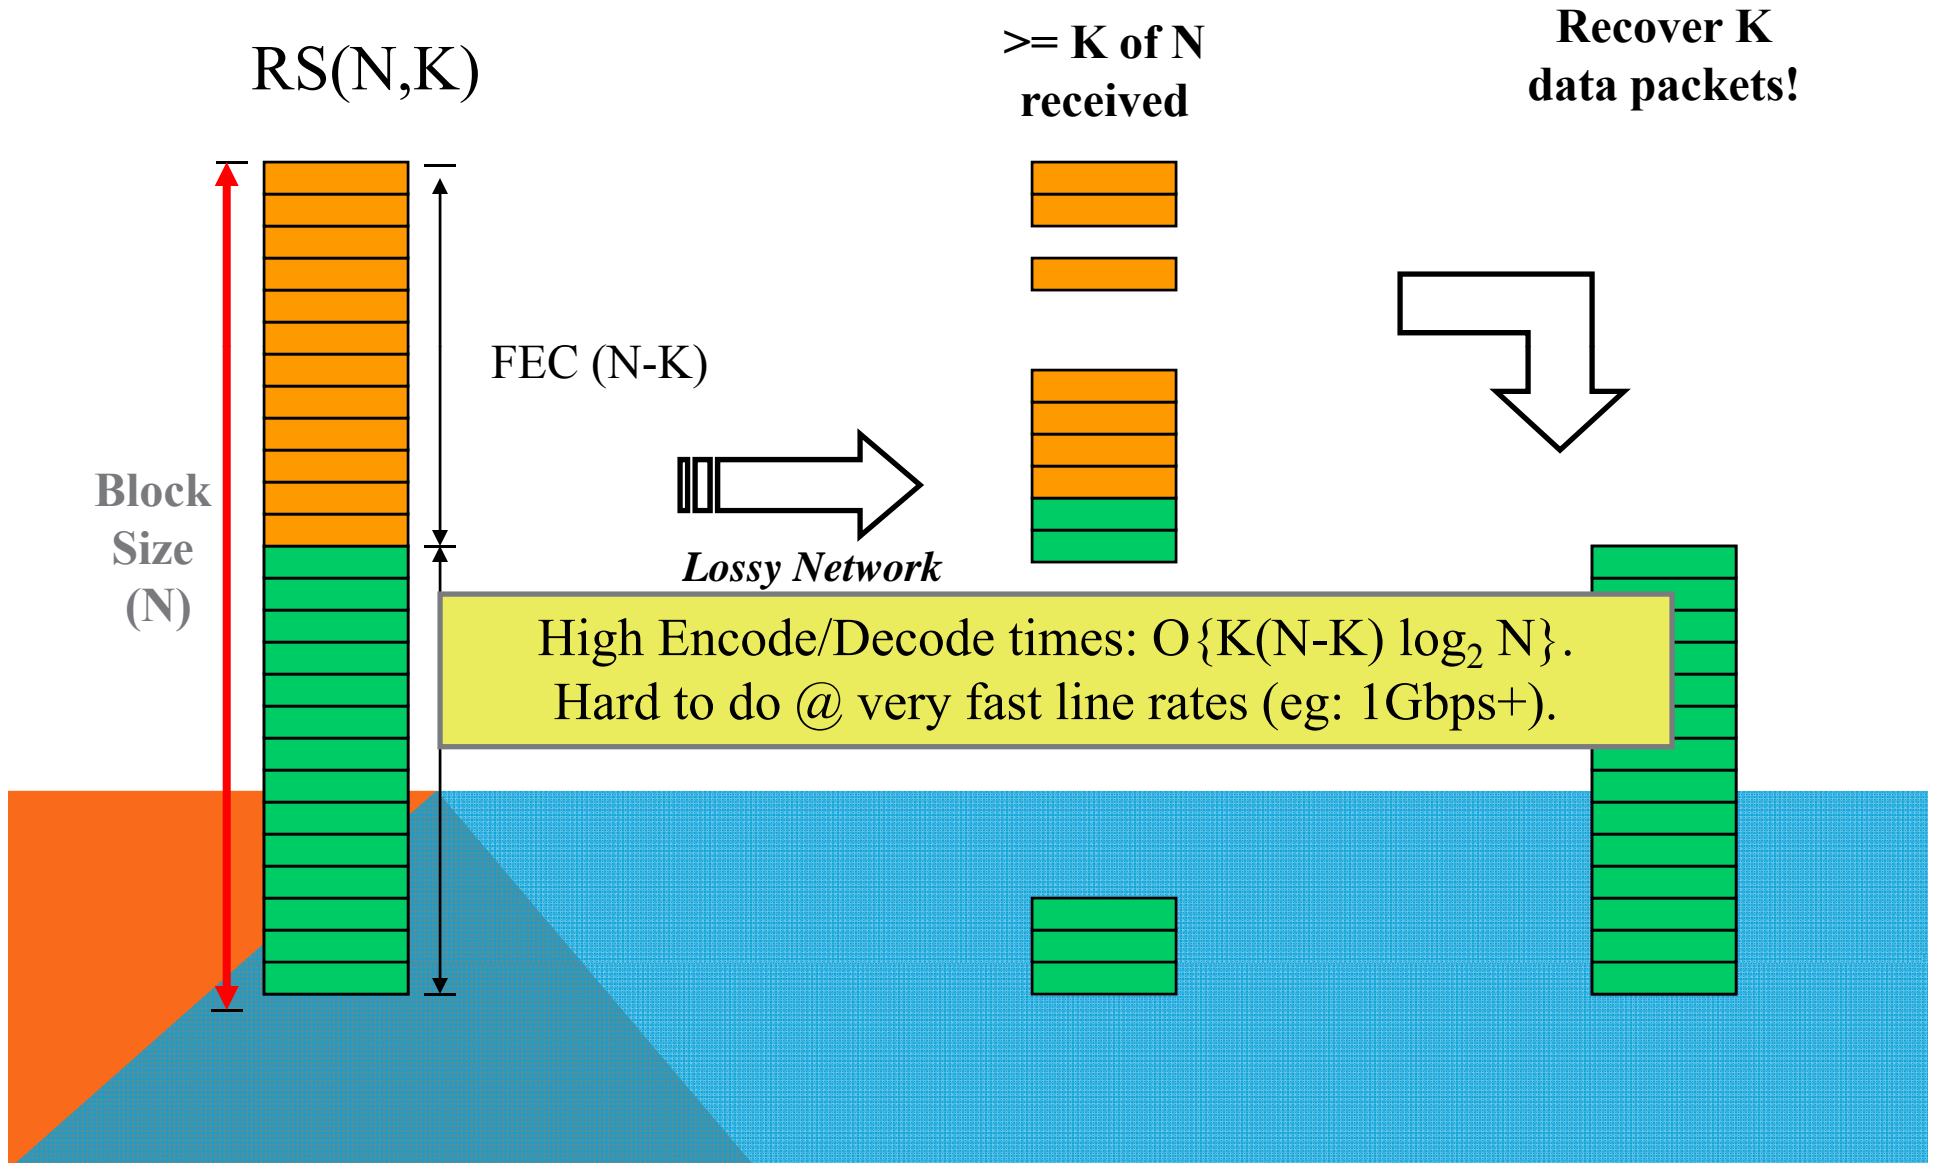 RS(N,K)
>= K of N
received
Recover K
data packets!
FEC (N-K)
Block
Size
(N)
Lossy Network
High Encode/Decode times: O{K(N-K) log₂ N}.
Hard to do @ very fast line rates (eg: 1Gbps+).